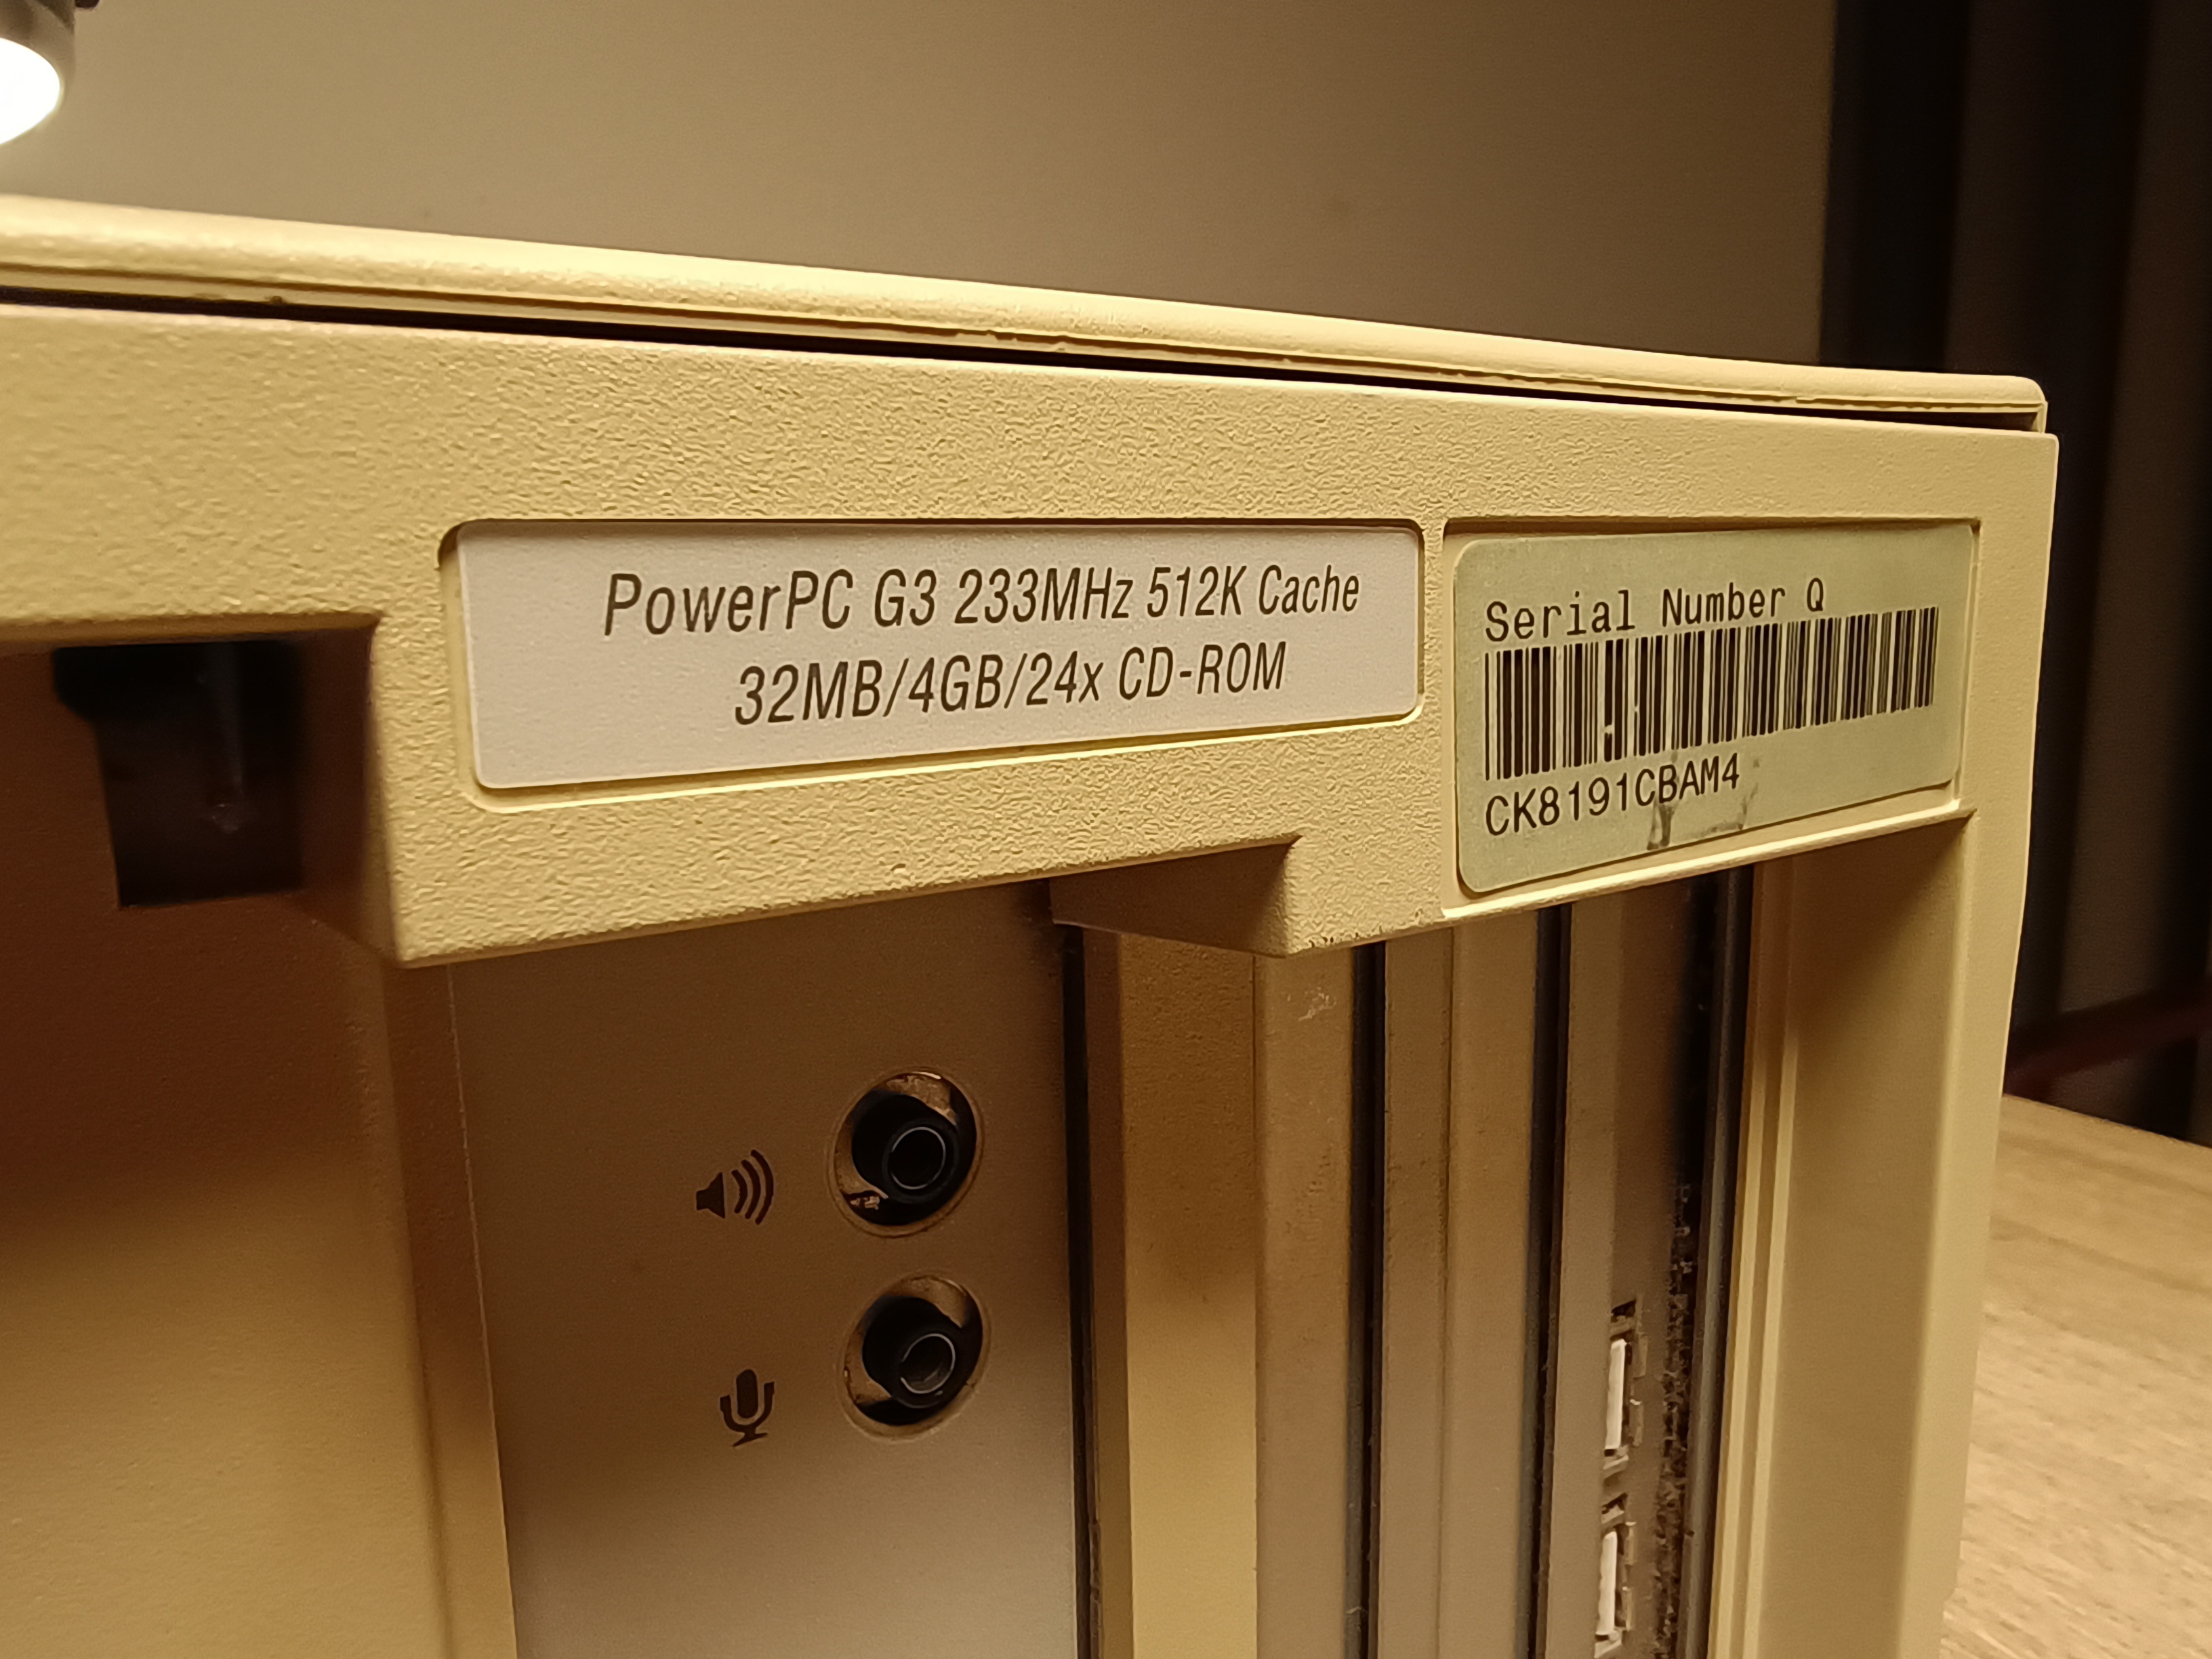 PowerPC G3 233MHz 512K Cache
32MB/4GB/24x CD-ROM
Serial Number Q
CK8191CBAM4